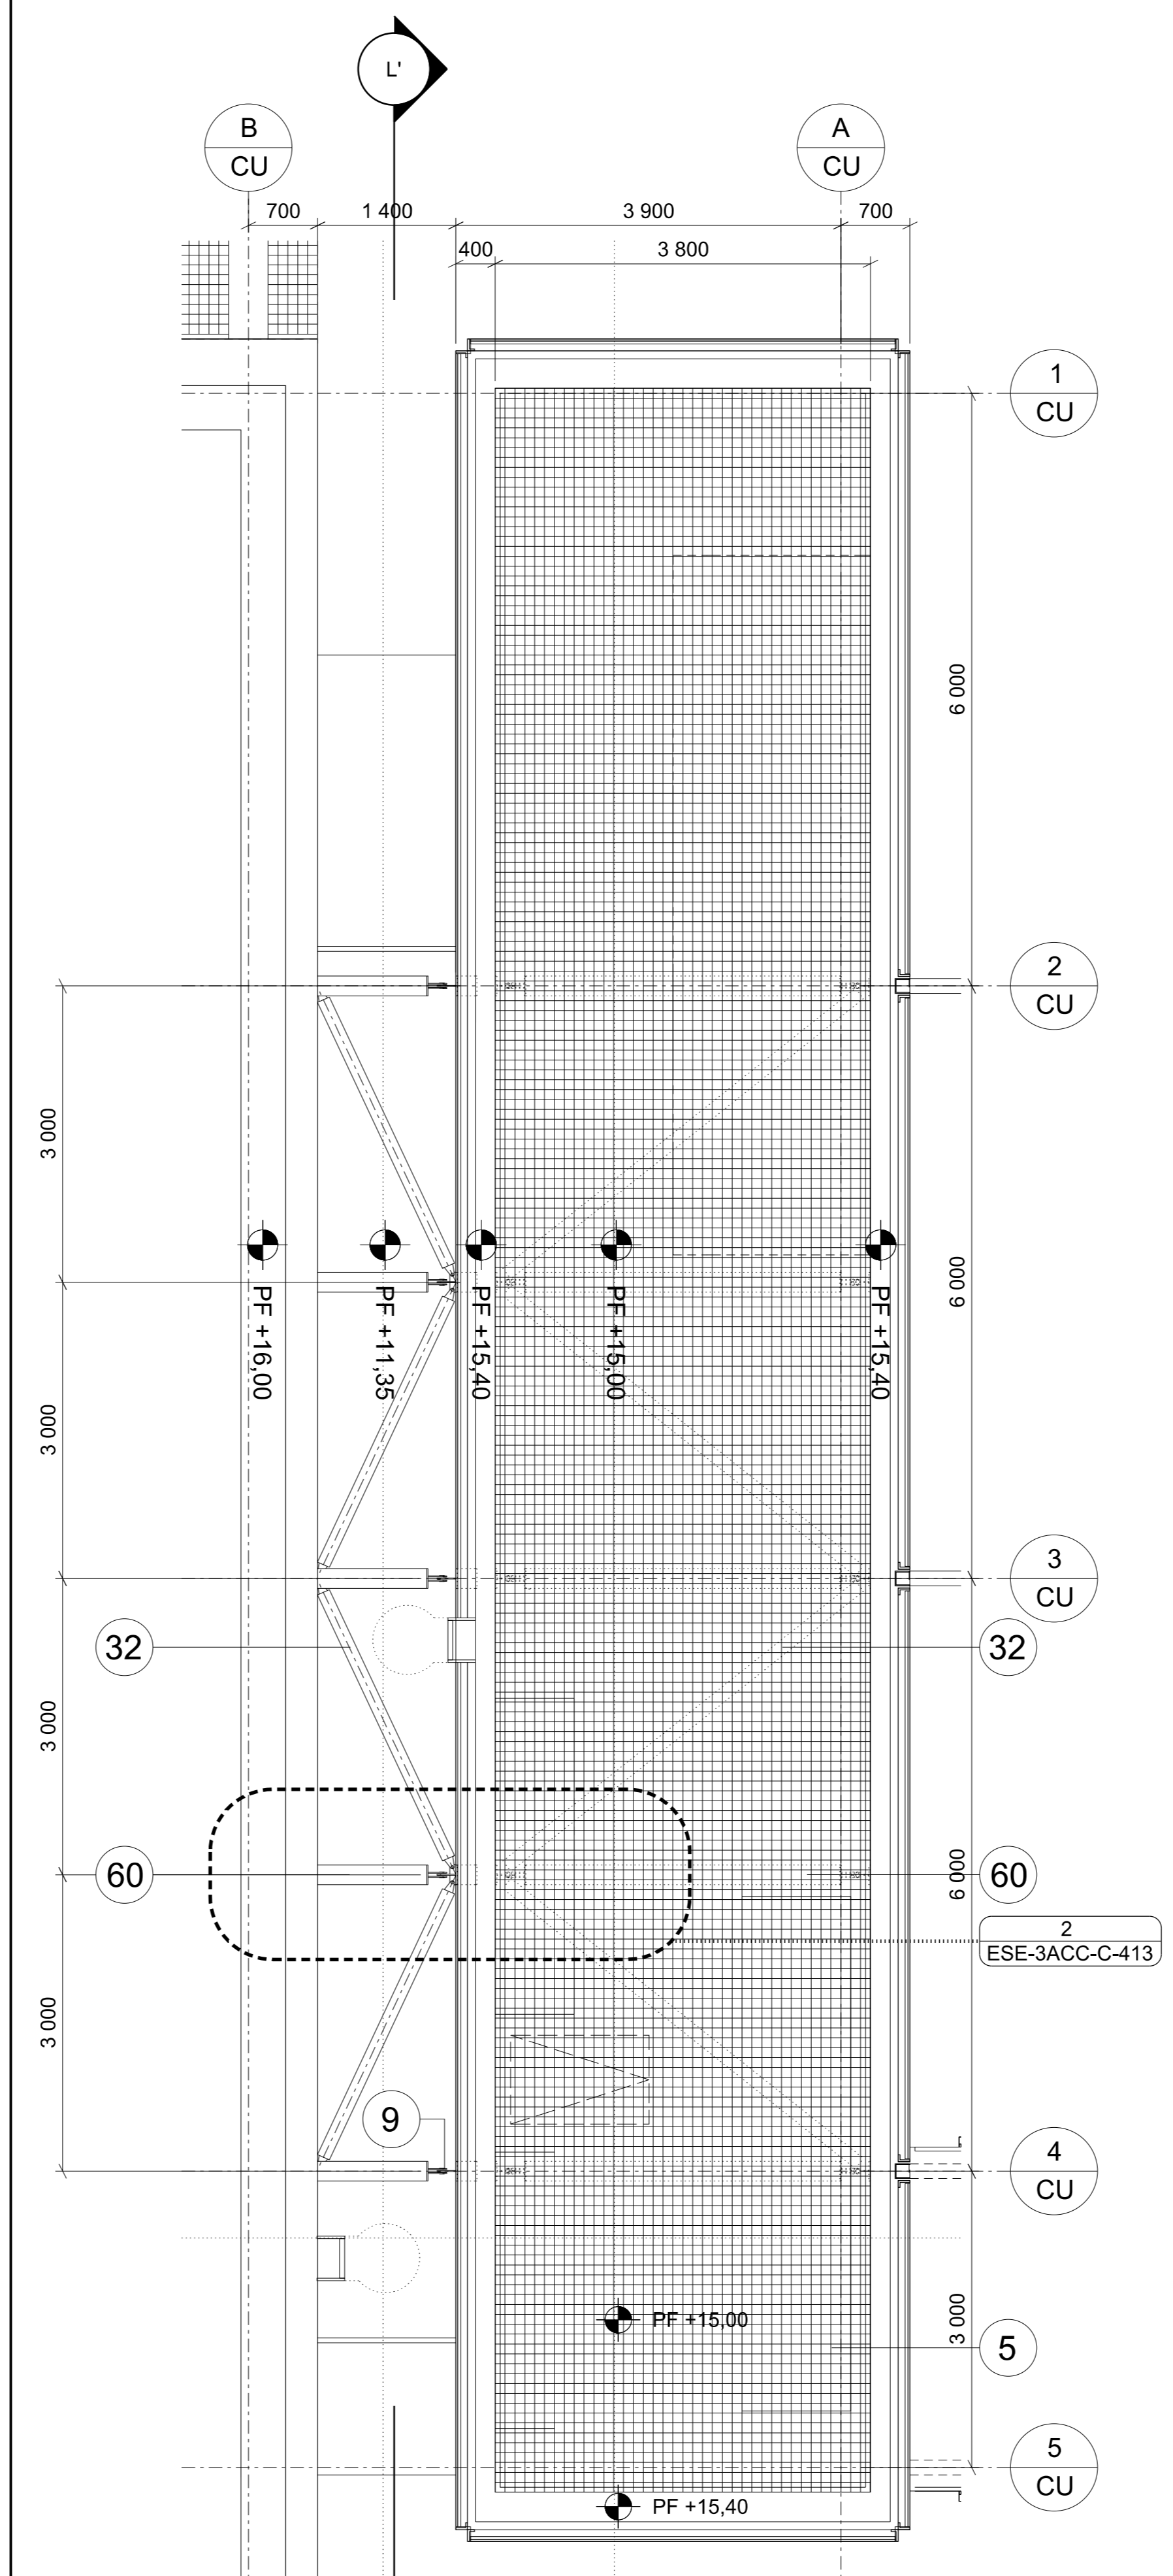 L'
B
CU
A
CU
700
1 400
3 900
700
400
3 800
1
CU
6 000
2
CU
3 000
6 000
PF +16,00
PF +11,35
PF +15,40
PF +15,00
PF +15,40
3 000
3
CU
32
32
3 000
60
60
6 000
2
ESE-3ACC-C-413
3 000
9
4
CU
PF +15,00
3 000
5
5
CU
PF +15,40